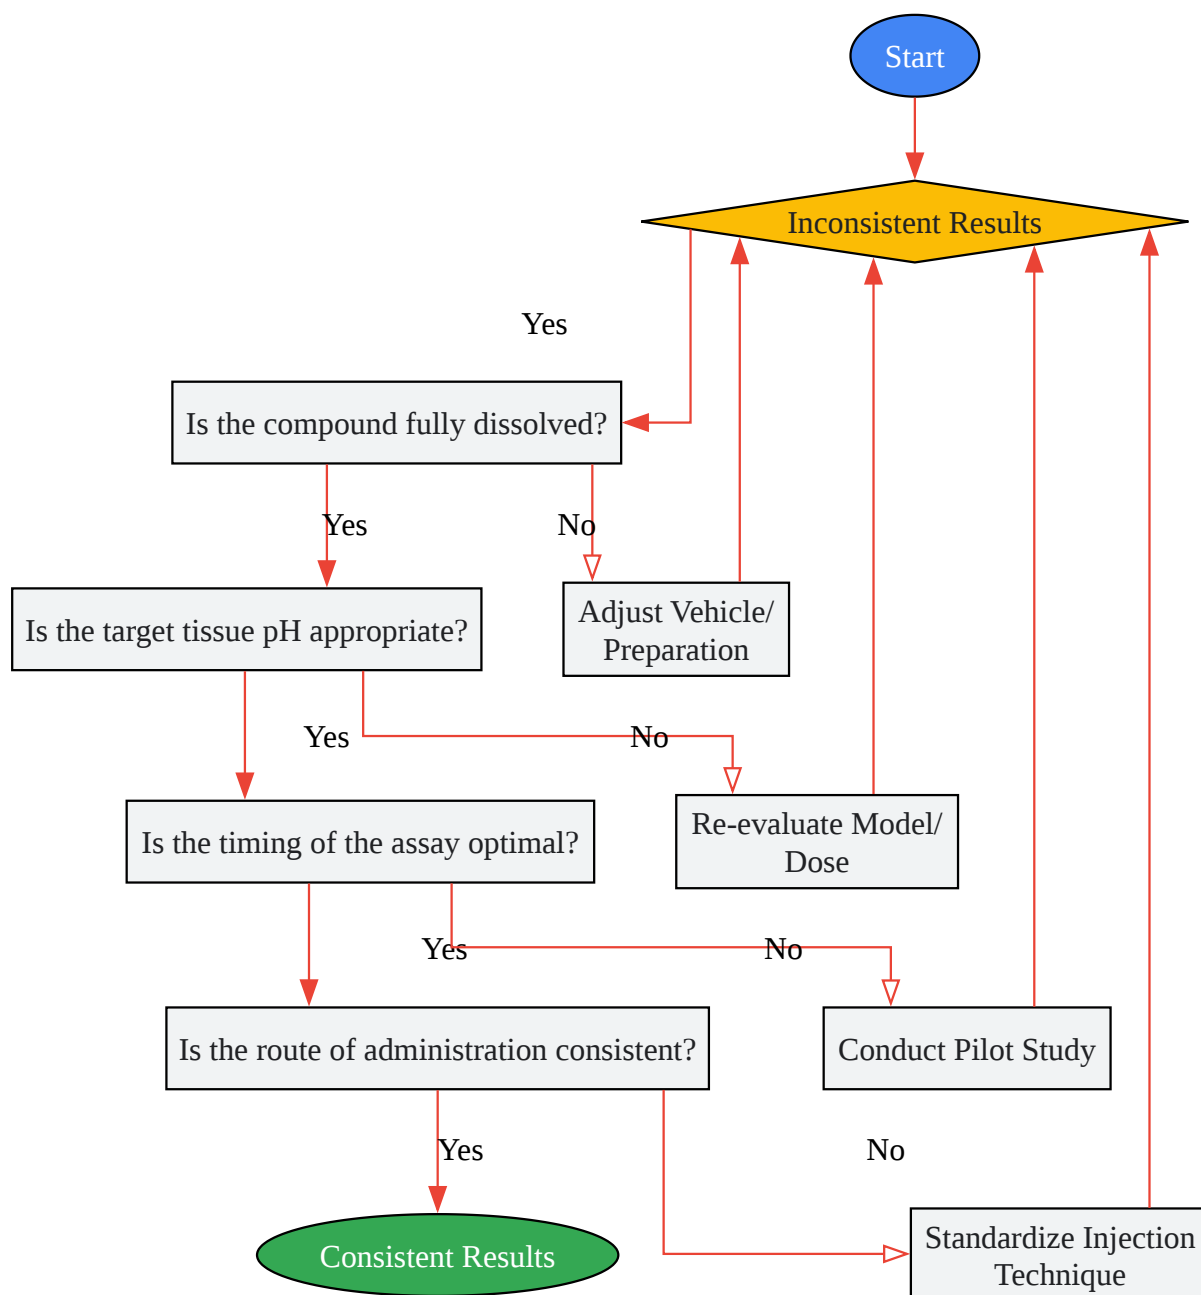 Start
Inconsistent Results
Yes
Is the compound fully dissolved?
Yes
No
Is the target tissue pH appropriate?
Adjust Vehicle/
Preparation
Yes
No
Is the timing of the assay optimal?
Re-evaluate Model/
Dose
Yes
No
Is the route of administration consistent?
Conduct Pilot Study
Yes
No
Consistent Results
Standardize Injection
Technique